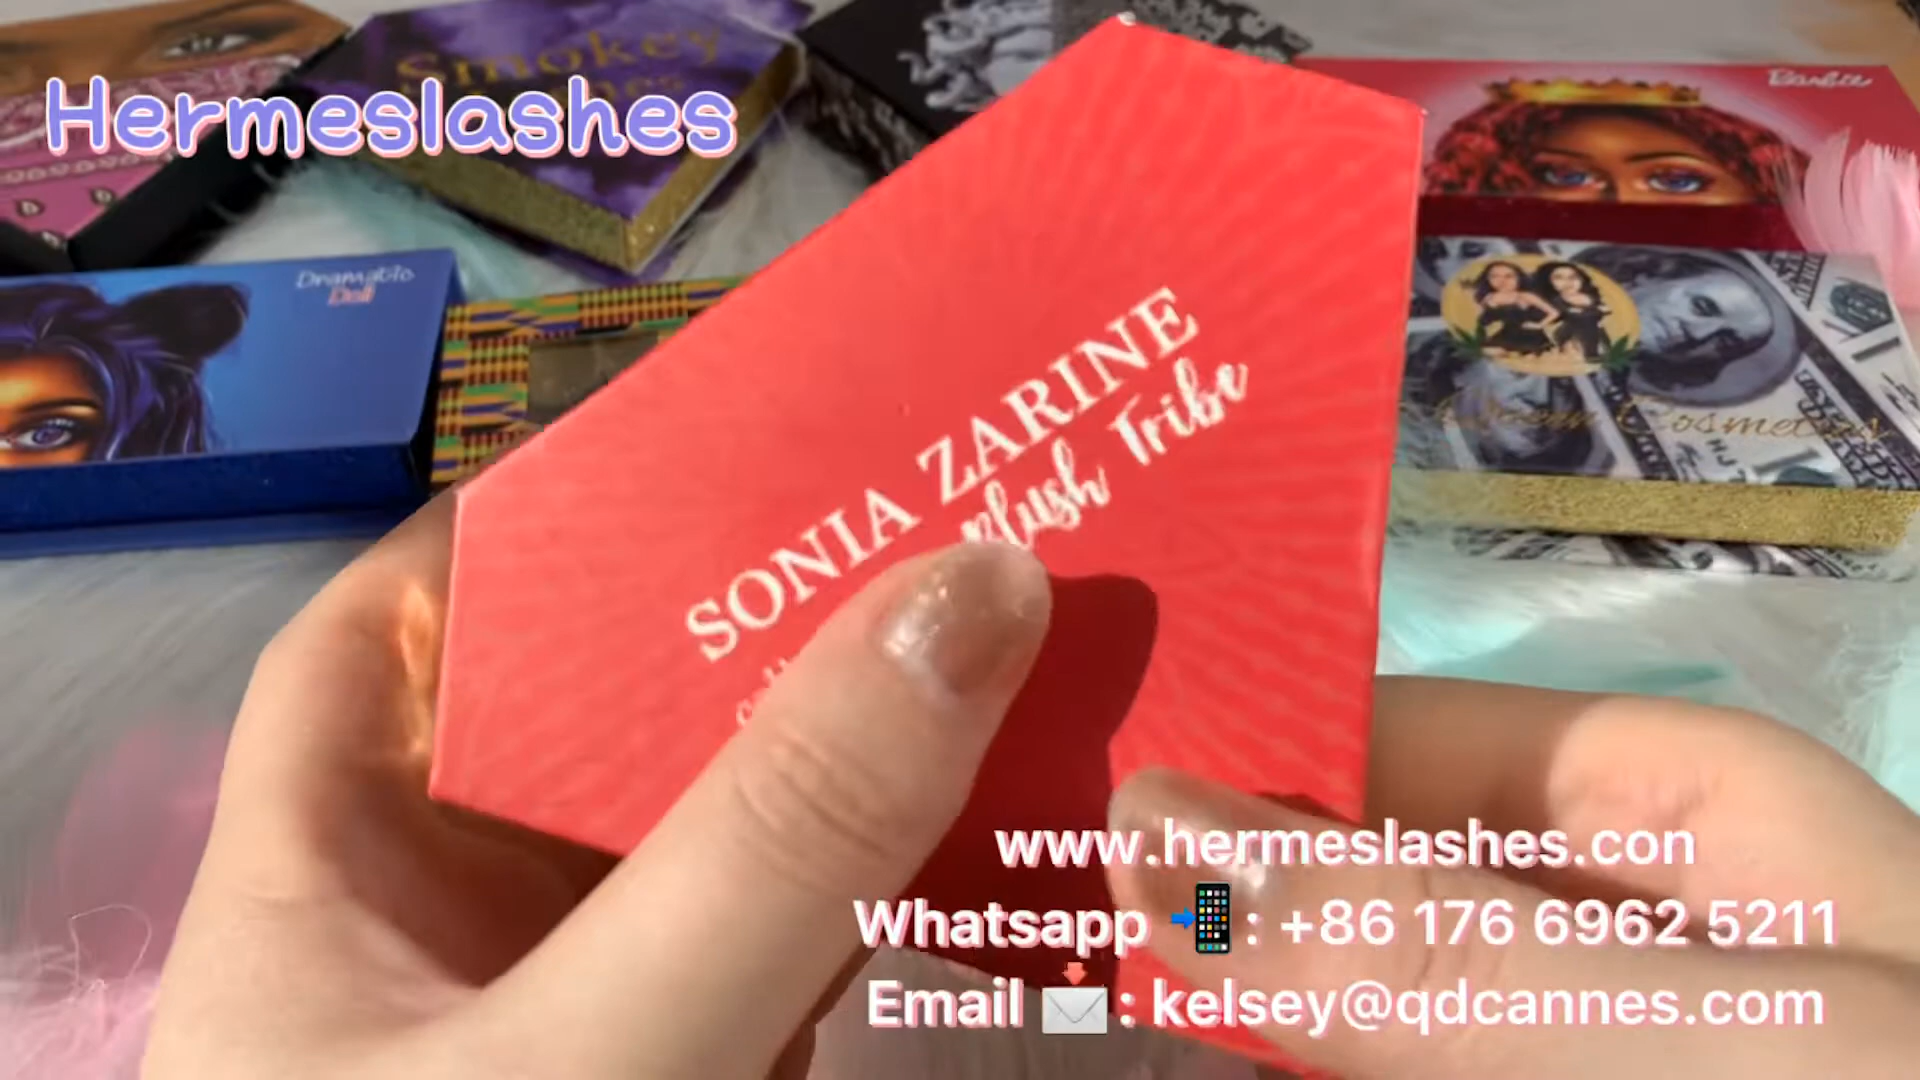 Hermeslashes
Smokey
Barbie
Dramatic
Doll
SONIA ZARINE
Plush Tribe
Cosmetics
www.hermeslashes.con
Whatsapp 📲: +86 176 6962 5211
Email 📩: kelsey@qdcannes.com